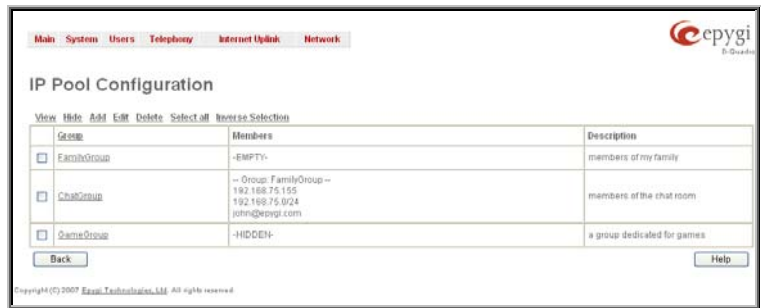 Main System Users Telephony Internet Uplink Network
epygi
IP Pool Configuration
View Hide Add Edit Delete Select all Inverse Selection
Group Members Description
FamilyGroup -EMPTY- members of my family
-- Group: FamilyGroup --
192.168.75.155
ChatGroup members of the chat room
192.168.75.0/24
john@epygi.com
GameGroup -HIDDEN- a group dedicated for games
Back Help
Copyright (C) 2007 Epygi Technologies, Ltd. All rights reserved.